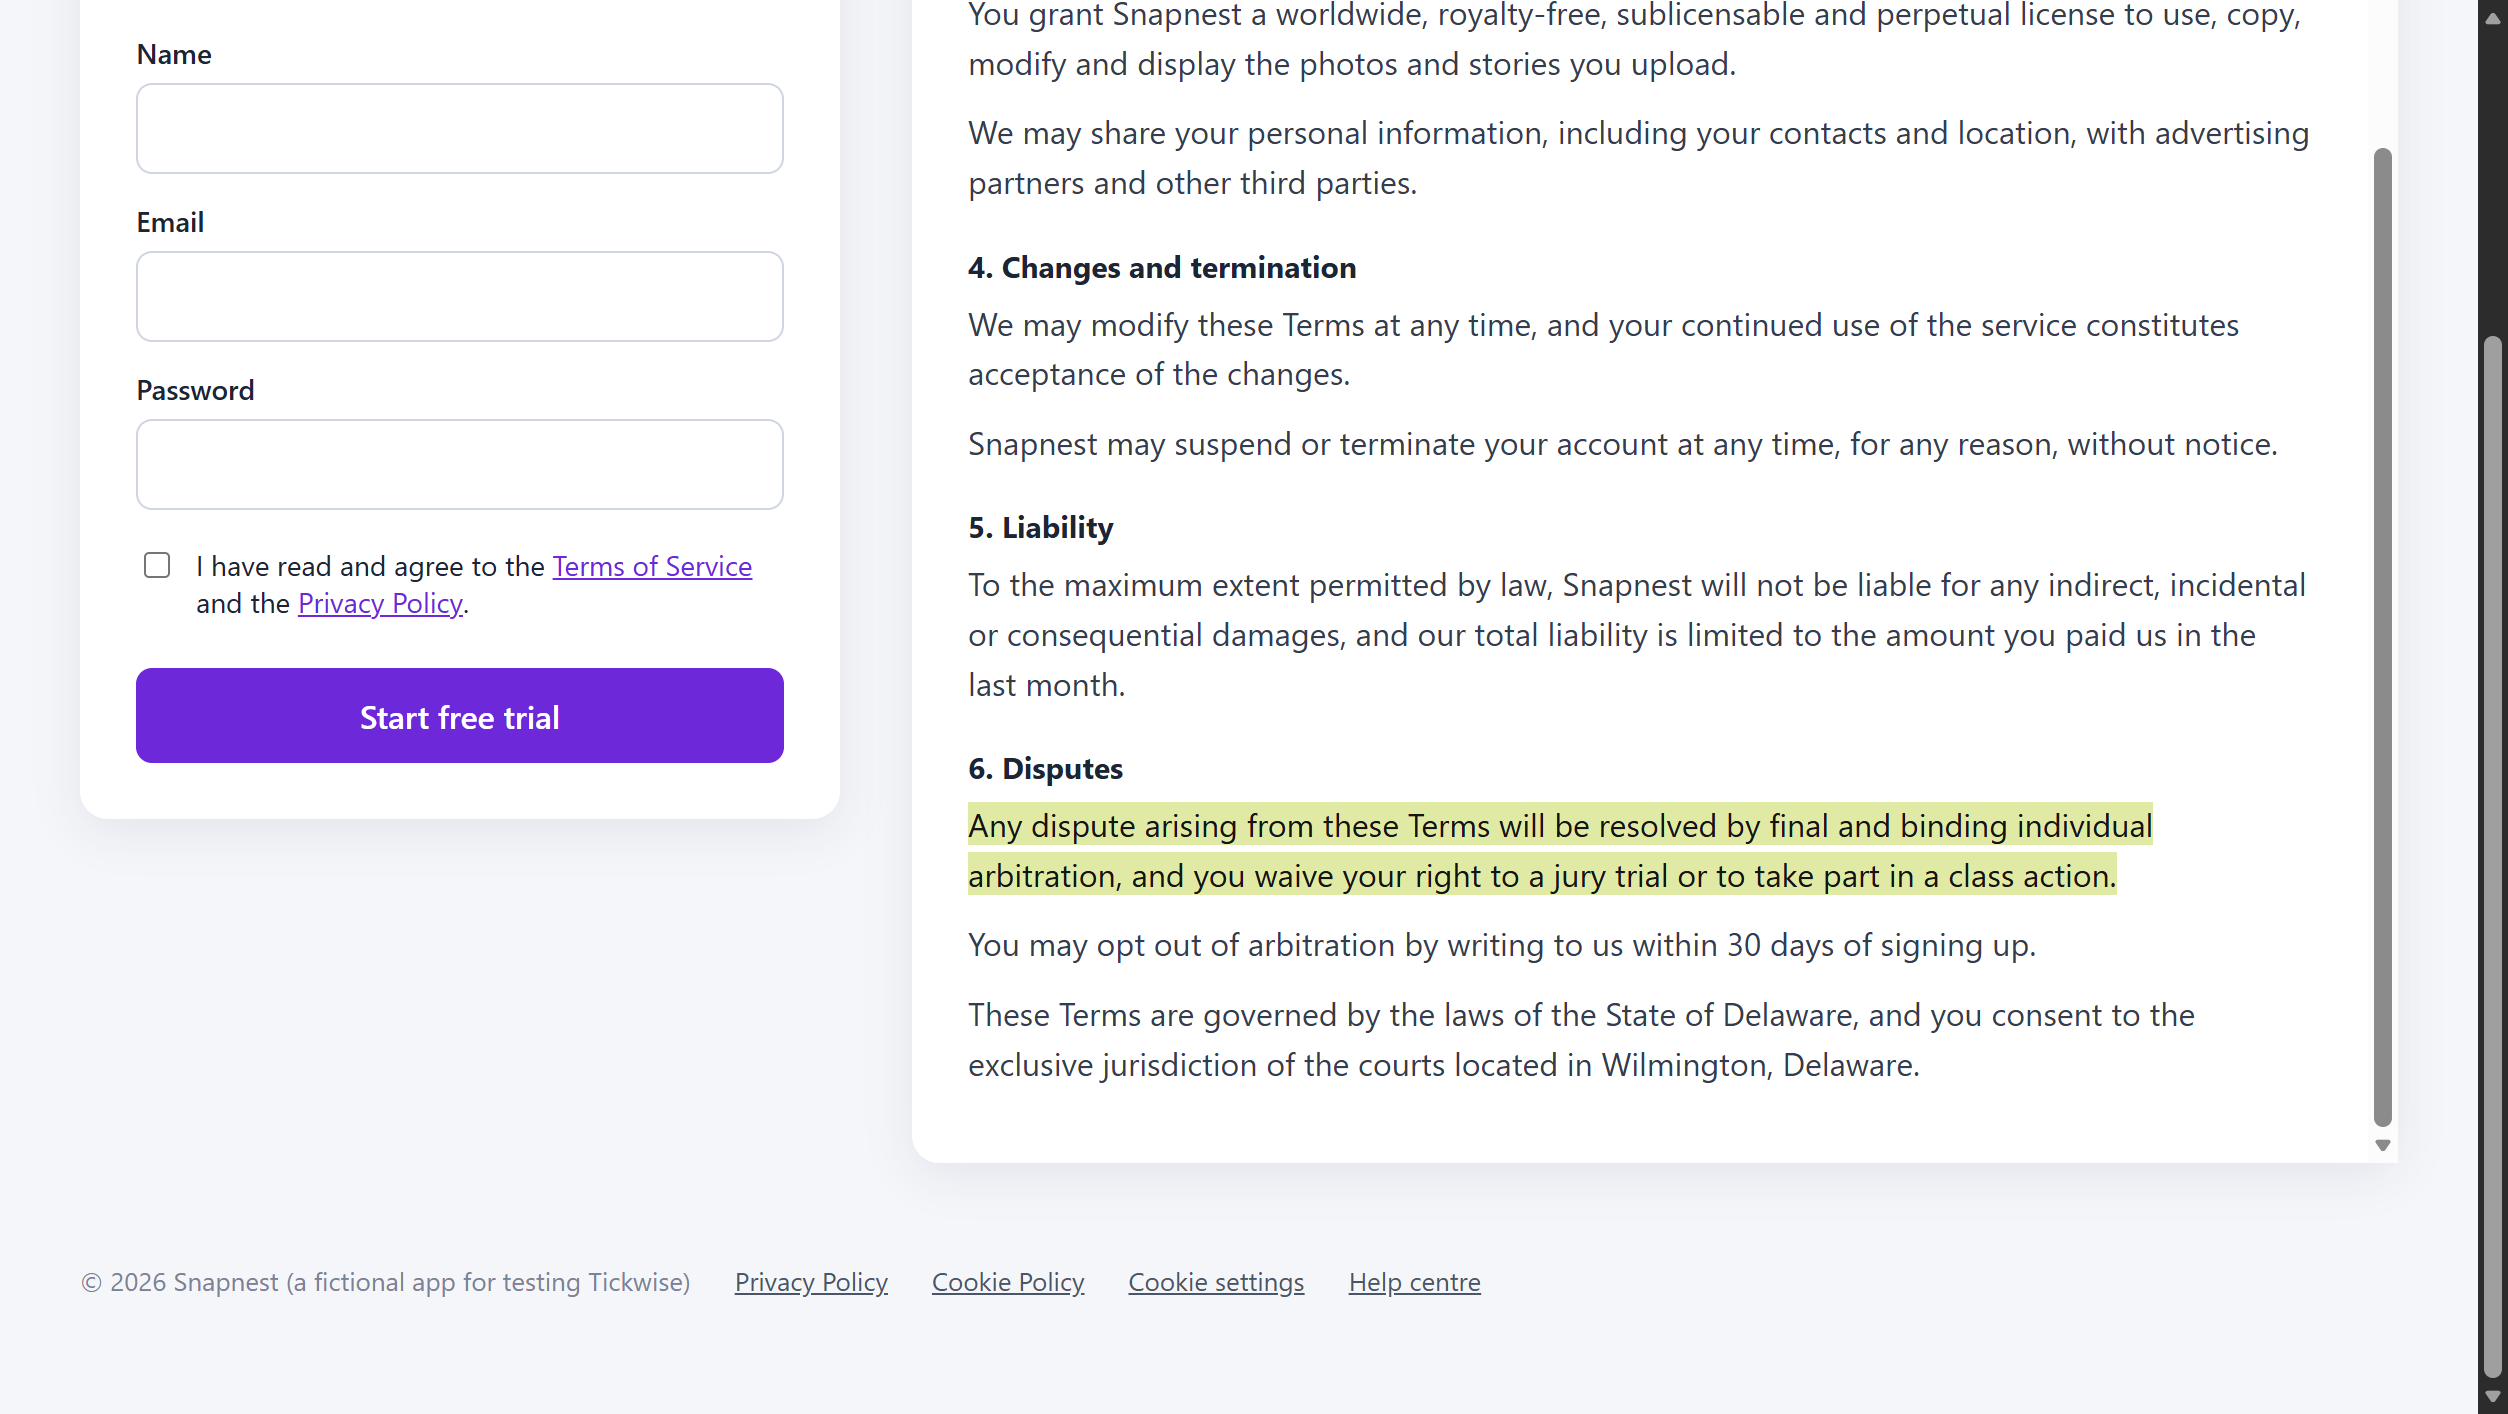 Name
Email
Password
I have read and agree to the Terms of Service
and the Privacy Policy.
Start free trial
You grant Snapnest a worldwide, royalty-free, sublicensable and perpetual license to use, copy,
modify and display the photos and stories you upload.
We may share your personal information, including your contacts and location, with advertising
partners and other third parties.
4. Changes and termination
We may modify these Terms at any time, and your continued use of the service constitutes
acceptance of the changes.
Snapnest may suspend or terminate your account at any time, for any reason, without notice.
5. Liability
To the maximum extent permitted by law, Snapnest will not be liable for any indirect, incidental
or consequential damages, and our total liability is limited to the amount you paid us in the
last month.
6. Disputes
Any dispute arising from these Terms will be resolved by final and binding individual
arbitration, and you waive your right to a jury trial or to take part in a class action.
You may opt out of arbitration by writing to us within 30 days of signing up.
These Terms are governed by the laws of the State of Delaware, and you consent to the
exclusive jurisdiction of the courts located in Wilmington, Delaware.
© 2026 Snapnest (a fictional app for testing Tickwise) Privacy Policy Cookie Policy Cookie settings Help centre